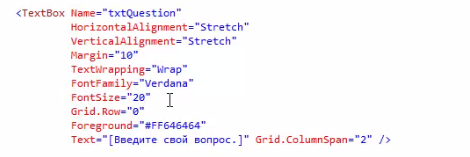 <TextBox Name="txtQuestion"
HorizontalAlignment="Stretch"
VerticalAlignment="Stretch"
Margin="10"
TextWrapping="Wrap"
FontFamily="Verdana"
FontSize="20"
Grid.Row="0"
Foreground="#FF646464"
Text="[Введите свой вопрос.]" Grid.ColumnSpan="2" />